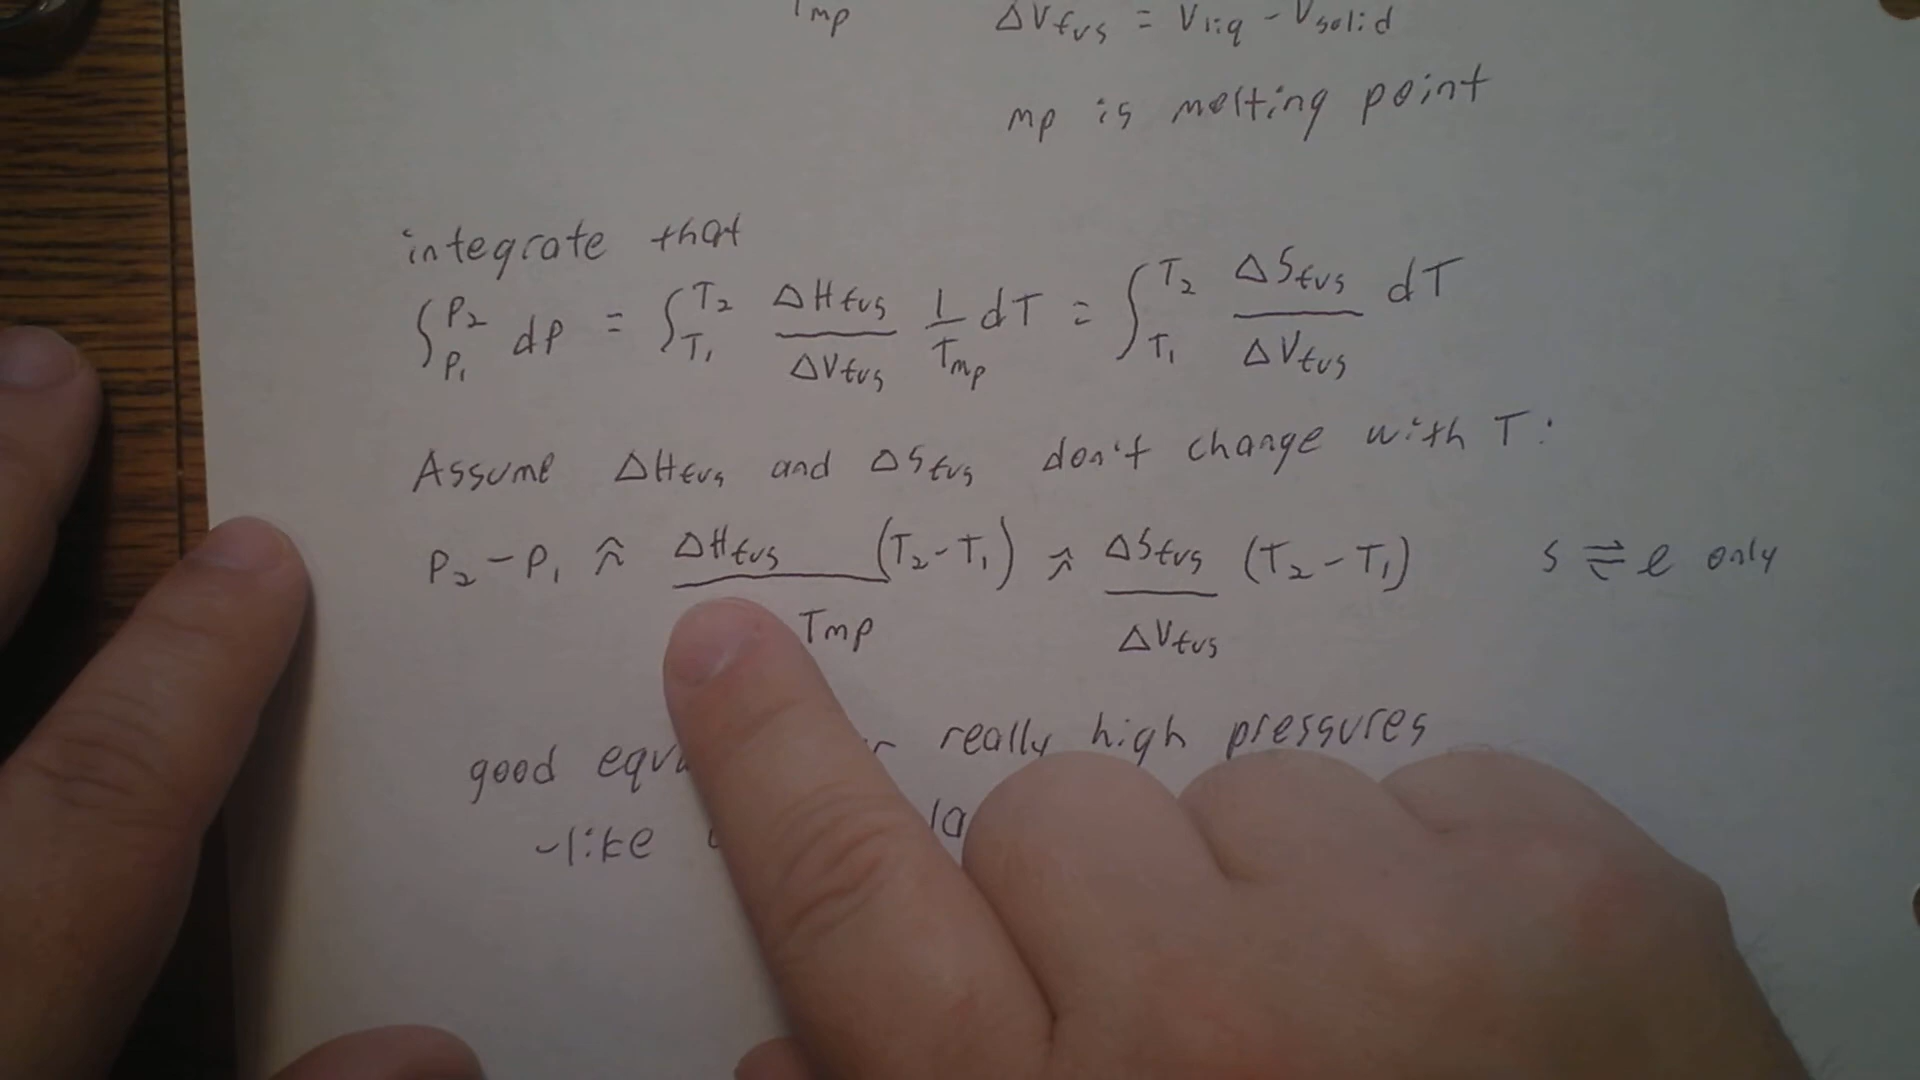 Tmp ΔVfus = Vliq - Vsolid
mp is melting point
integrate that
∫P1P2 dP = ∫T1T2 ΔHfus/ΔVfus 1/Tmp dT = ∫T1T2 ΔSfus/ΔVfus dT
Assume ΔHfus and ΔSfus don't change with T:
P2 - P1 ≈ ΔHfus/Tmp (T2 - T1) ≈ ΔSfus/ΔVfus (T2 - T1) s ⇌ l only
good really high pressures
-like